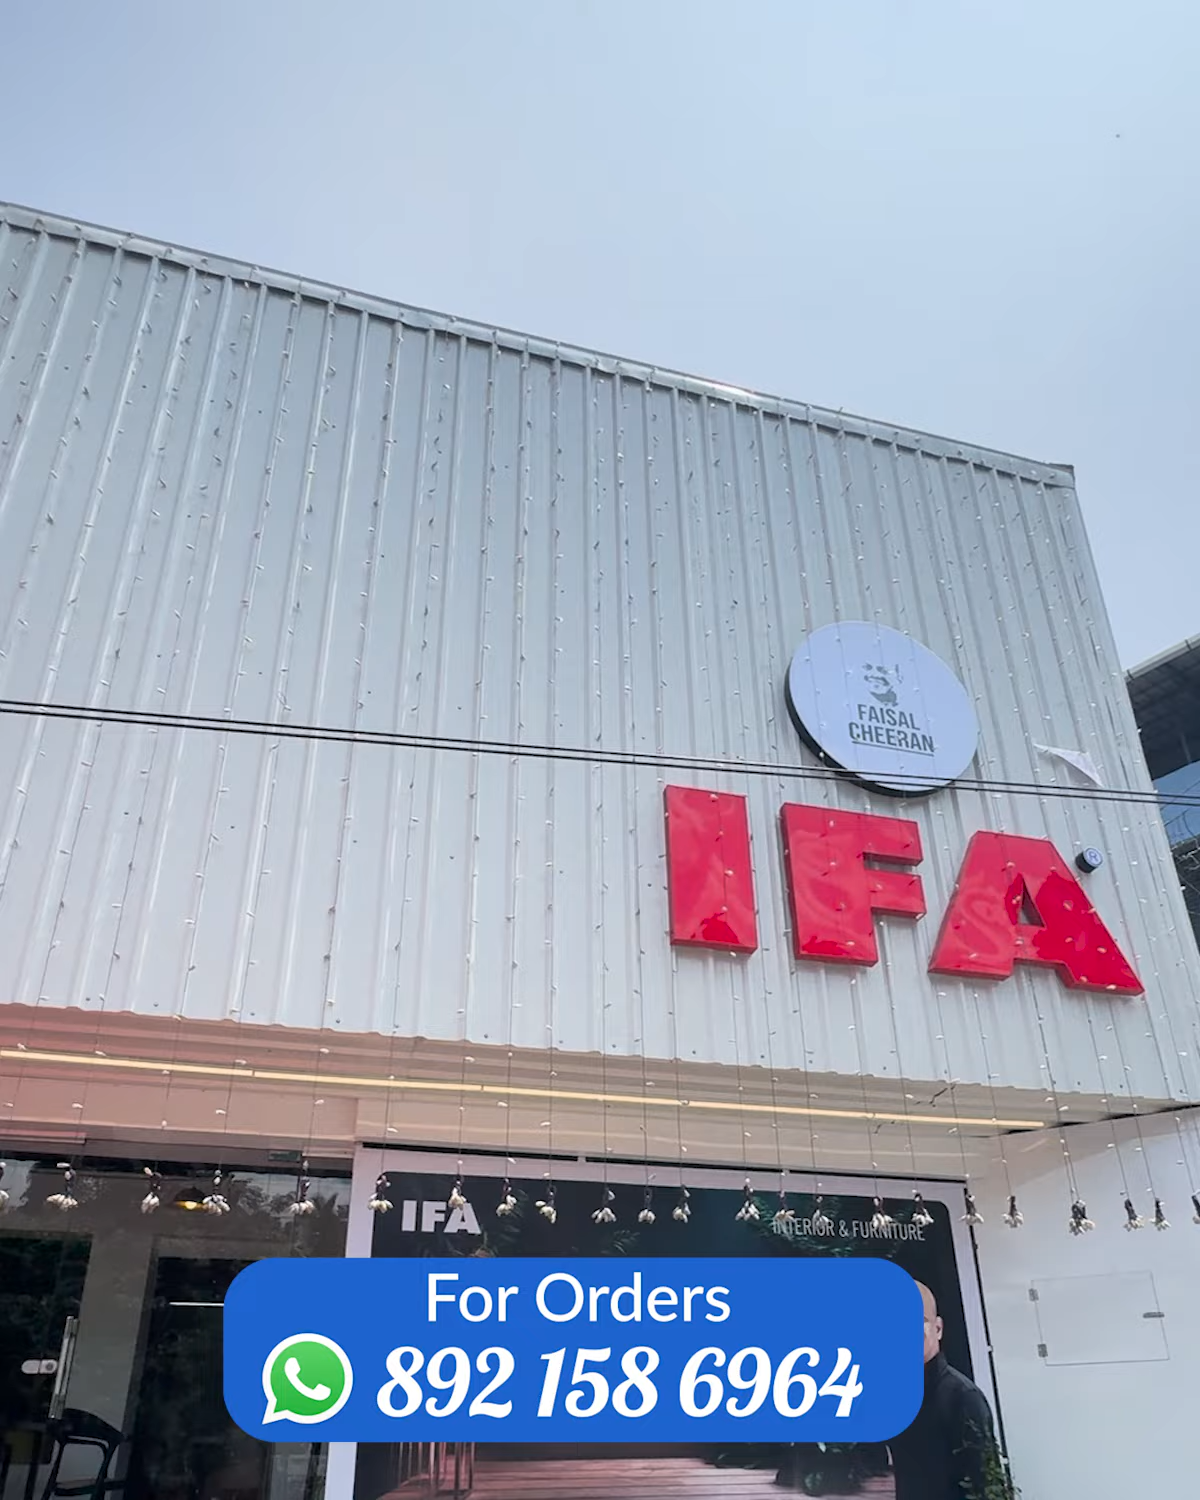 FAISAL
CHEERAN
IFA
®
IFA
INTERIOR & FURNITURE
For Orders
892 158 6964